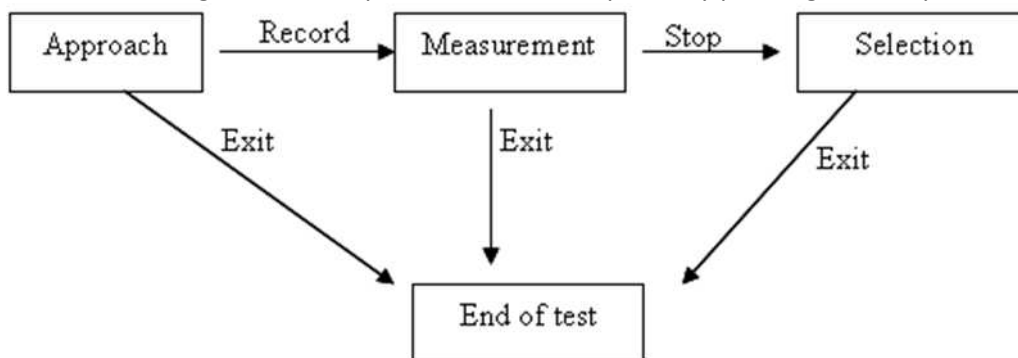 Approach
Record
Measurement
Stop
Selection
Exit
Exit
Exit
End of test